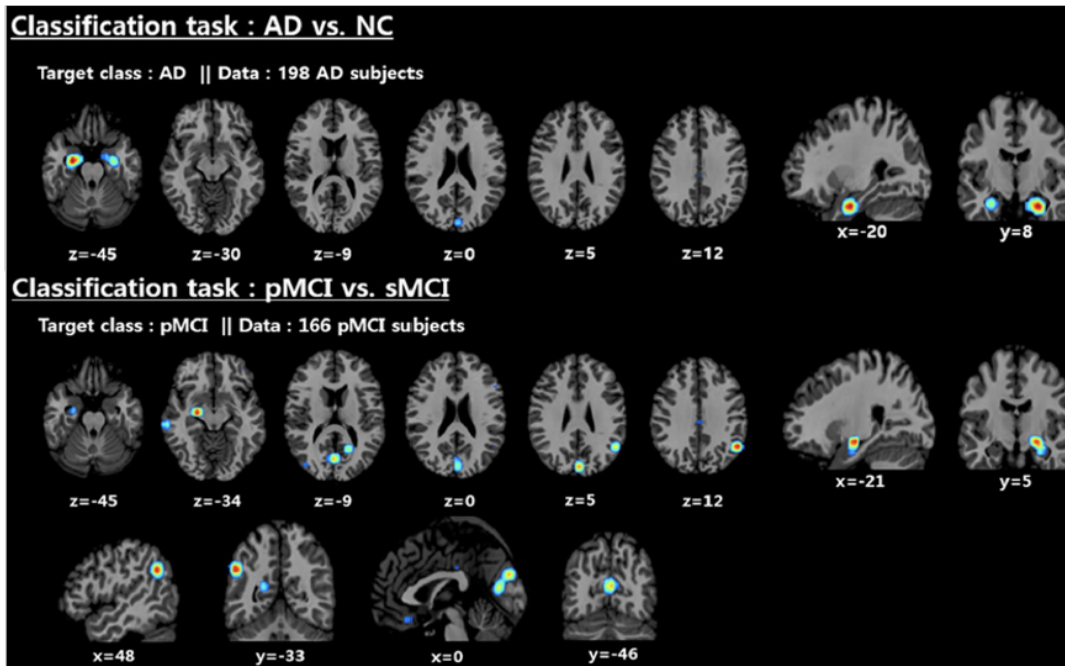 Classification task : AD vs. NC
Target class : AD || Data : 198 AD subjects
z=-45 z=-30 z=-9 z=0 z=5 z=12 x=-20 y=8
Classification task : pMCI vs. sMCI
Target class : pMCI || Data : 166 pMCI subjects
z=-45 z=-34 z=-9 z=0 z=5 z=12 x=-21 y=5
x=48 y=-33 x=0 y=-46